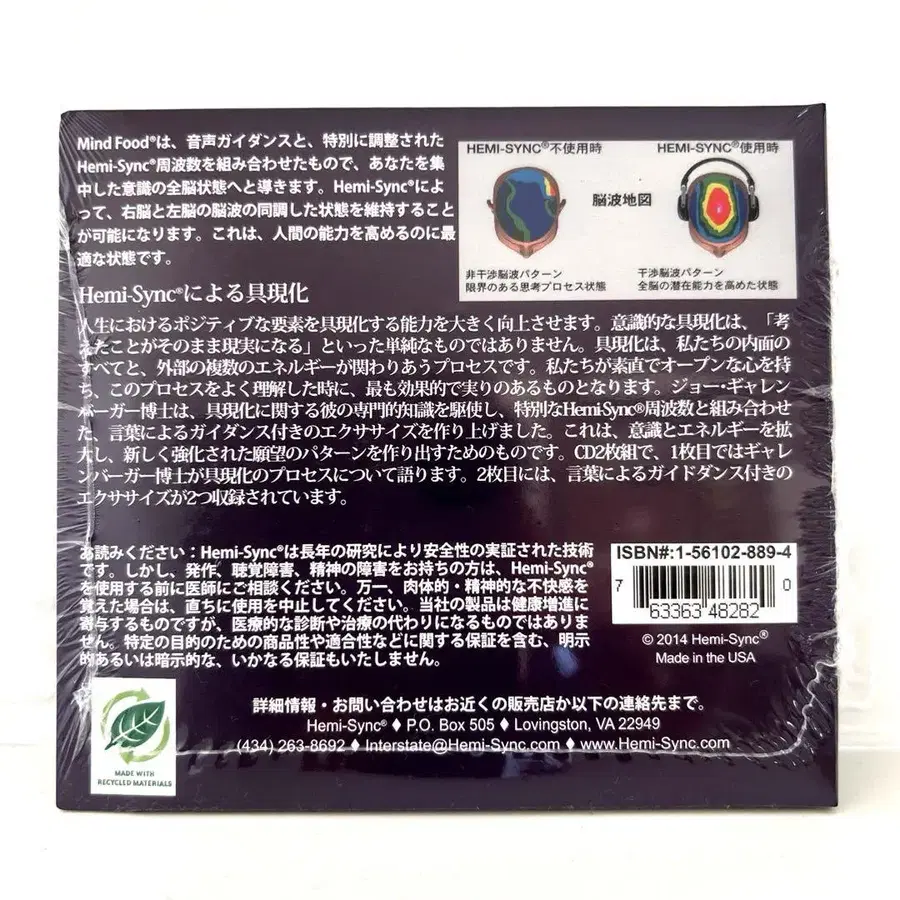 Mind Food®は、音声ガイダンスと、特別に調整された
Hemi-Sync®周波数を組み合わせたもので、あなたを集
中した意識の全脳状態へと導きます。Hemi-Sync®によ
って、右脳と左脳の脳波の同調した状態を維持すること
が可能になります。これは、人間の能力を高めるのに最
適な状態です。
HEMI-SYNC®不使用時
HEMI-SYNC®使用時
脳波地図
非干渉脳波パターン
限界のある思考プロセス状態
干渉脳波パターン
全脳の潜在能力を高めた状態
Hemi-Sync®による具現化
人生におけるポジティブな要素を具現化する能力を大きく向上させます。意識的な具現化は、「考
えたことがそのまま現実になる」といった単純なものではありません。具現化は、私たちの内面の
すべてと、外部の複数のエネルギーが関わりあうプロセスです。私たちが素直でオープンな心を持
ち、このプロセスをよく理解した時に、最も効果的で実りのあるものとなります。ジョー・ギャレン
バーガー博士は、具現化に関する彼の専門的知識を駆使し、特別なHemi-Sync®周波数と組み合わせ
た、言葉によるガイダンス付きのエクササイズを作り上げました。これは、意識とエネルギーを拡
大し、新しく強化された願望のパターンを作り出すためのものです。CD2枚組で、1枚目ではギャレ
ンバーガー博士が具現化のプロセスについて語ります。2枚目には、言葉によるガイドダンス付きの
エクササイズが2つ収録されています。
お読みください：Hemi-Sync®は長年の研究により安全性の実証された技術
です。しかし、発作、聴覚障害、精神の障害をお持ちの方は、Hemi-Sync®
を使用する前に医師にご相談ください。万一、肉体的・精神的な不快感を
覚えた場合は、直ちに使用を中止してください。当社の製品は健康増進に
寄与するものですが、医療的な診断や治療の代わりになるものではありま
せん。特定の目的のための商品性や適合性などに関する保証を含む、明示
的あるいは暗示的な、いかなる保証もいたしません。
ISBN#:1-56102-889-4
7 63363 48282 0
© 2014 Hemi-Sync®
Made in the USA
詳細情報・お問い合わせはお近くの販売店か以下の連絡先まで。
Hemi-Sync® ♦ P.O. Box 505 ♦ Lovingston, VA 22949
(434) 263-8692 ♦ Interstate@Hemi-Sync.com ♦ www.Hemi-Sync.com
MADE WITH
RECYCLED MATERIALS